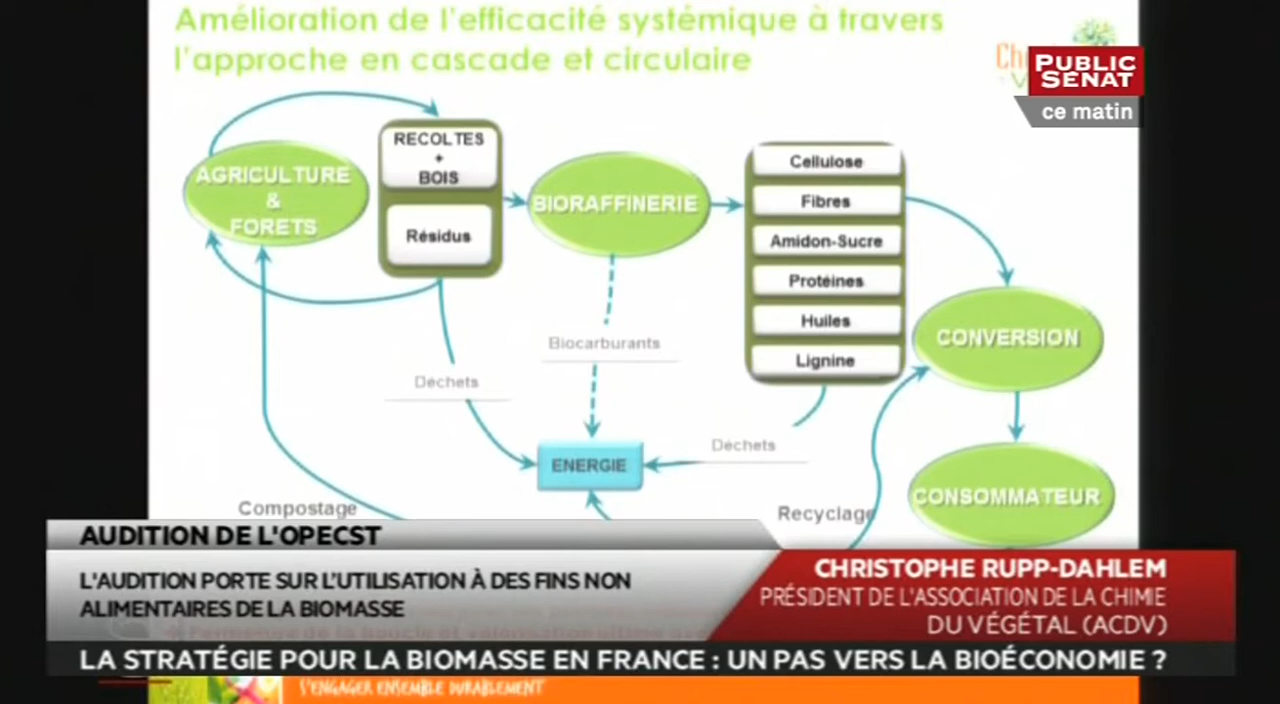 Amélioration de l'efficacité systémique à travers
l'approche en cascade et circulaire
PUBLIC
SÉNAT
ce matin
AGRICULTURE
&
FORETS
RECOLTES
+
BOIS
Résidus
BIORAFFINERIE
Cellulose
Fibres
Amidon-Sucre
Protéines
Huiles
Lignine
CONVERSION
CONSOMMATEUR
Biocarburants
Déchets
Déchets
ENERGIE
Compostage
Recyclage
AUDITION DE L'OPECST
L'AUDITION PORTE SUR L'UTILISATION À DES FINS NON
ALIMENTAIRES DE LA BIOMASSE
CHRISTOPHE RUPP-DAHLEM
PRÉSIDENT DE L'ASSOCIATION DE LA CHIMIE
DU VÉGÉTAL (ACDV)
LA STRATÉGIE POUR LA BIOMASSE EN FRANCE : UN PAS VERS LA BIOÉCONOMIE ?
S'ENGAGER ENSEMBLE DURABLEMENT